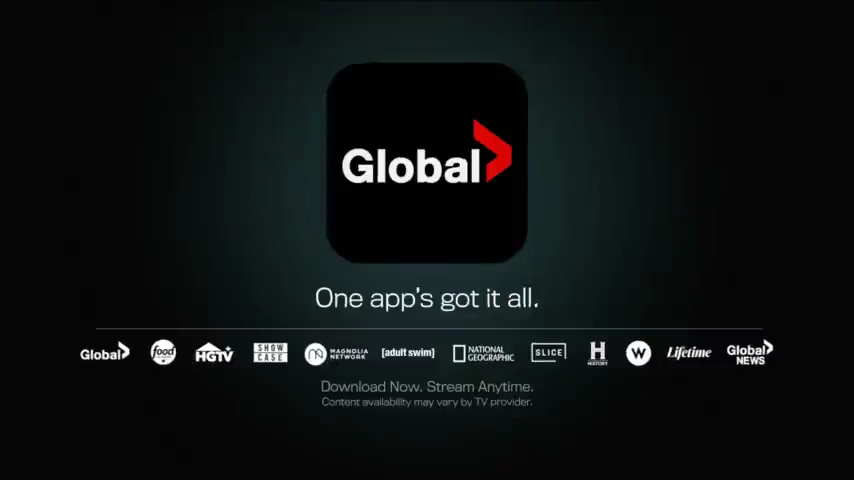 Global
One app's got it all.
Global food HGTV SHOW CASE MAGNOLIA NETWORK [adult swim] NATIONAL GEOGRAPHIC SLICE H HISTORY W Lifetime Global NEWS
Download Now. Stream Anytime.
Content availability may vary by TV provider.